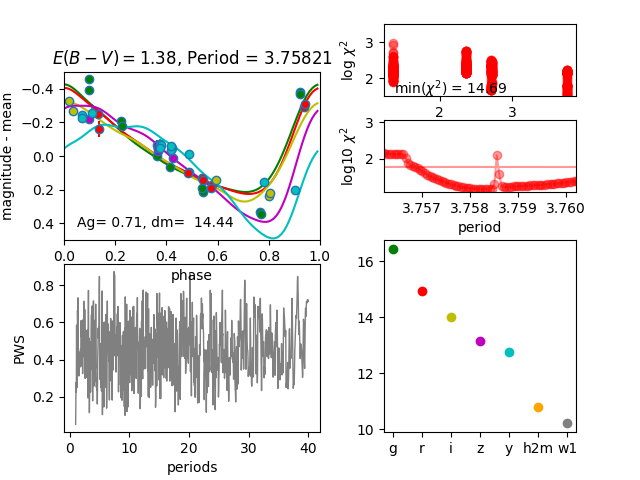 E(B − V) = 1.38, Period = 3.75821
magnitude - mean
−0.4
−0.2
0.0
0.2
0.4
Ag= 0.71, dm= 14.44
0.0 0.2 0.4 0.6 0.8 1.0
phase
log χ²
3
2
min(χ²) = 14.69
2 3
log10 χ²
3
2
3.757 3.758 3.759 3.760
period
PWS
0.8
0.6
0.4
0.2
0 10 20 30 40
periods
16
14
12
10
g r i z y h2m w1